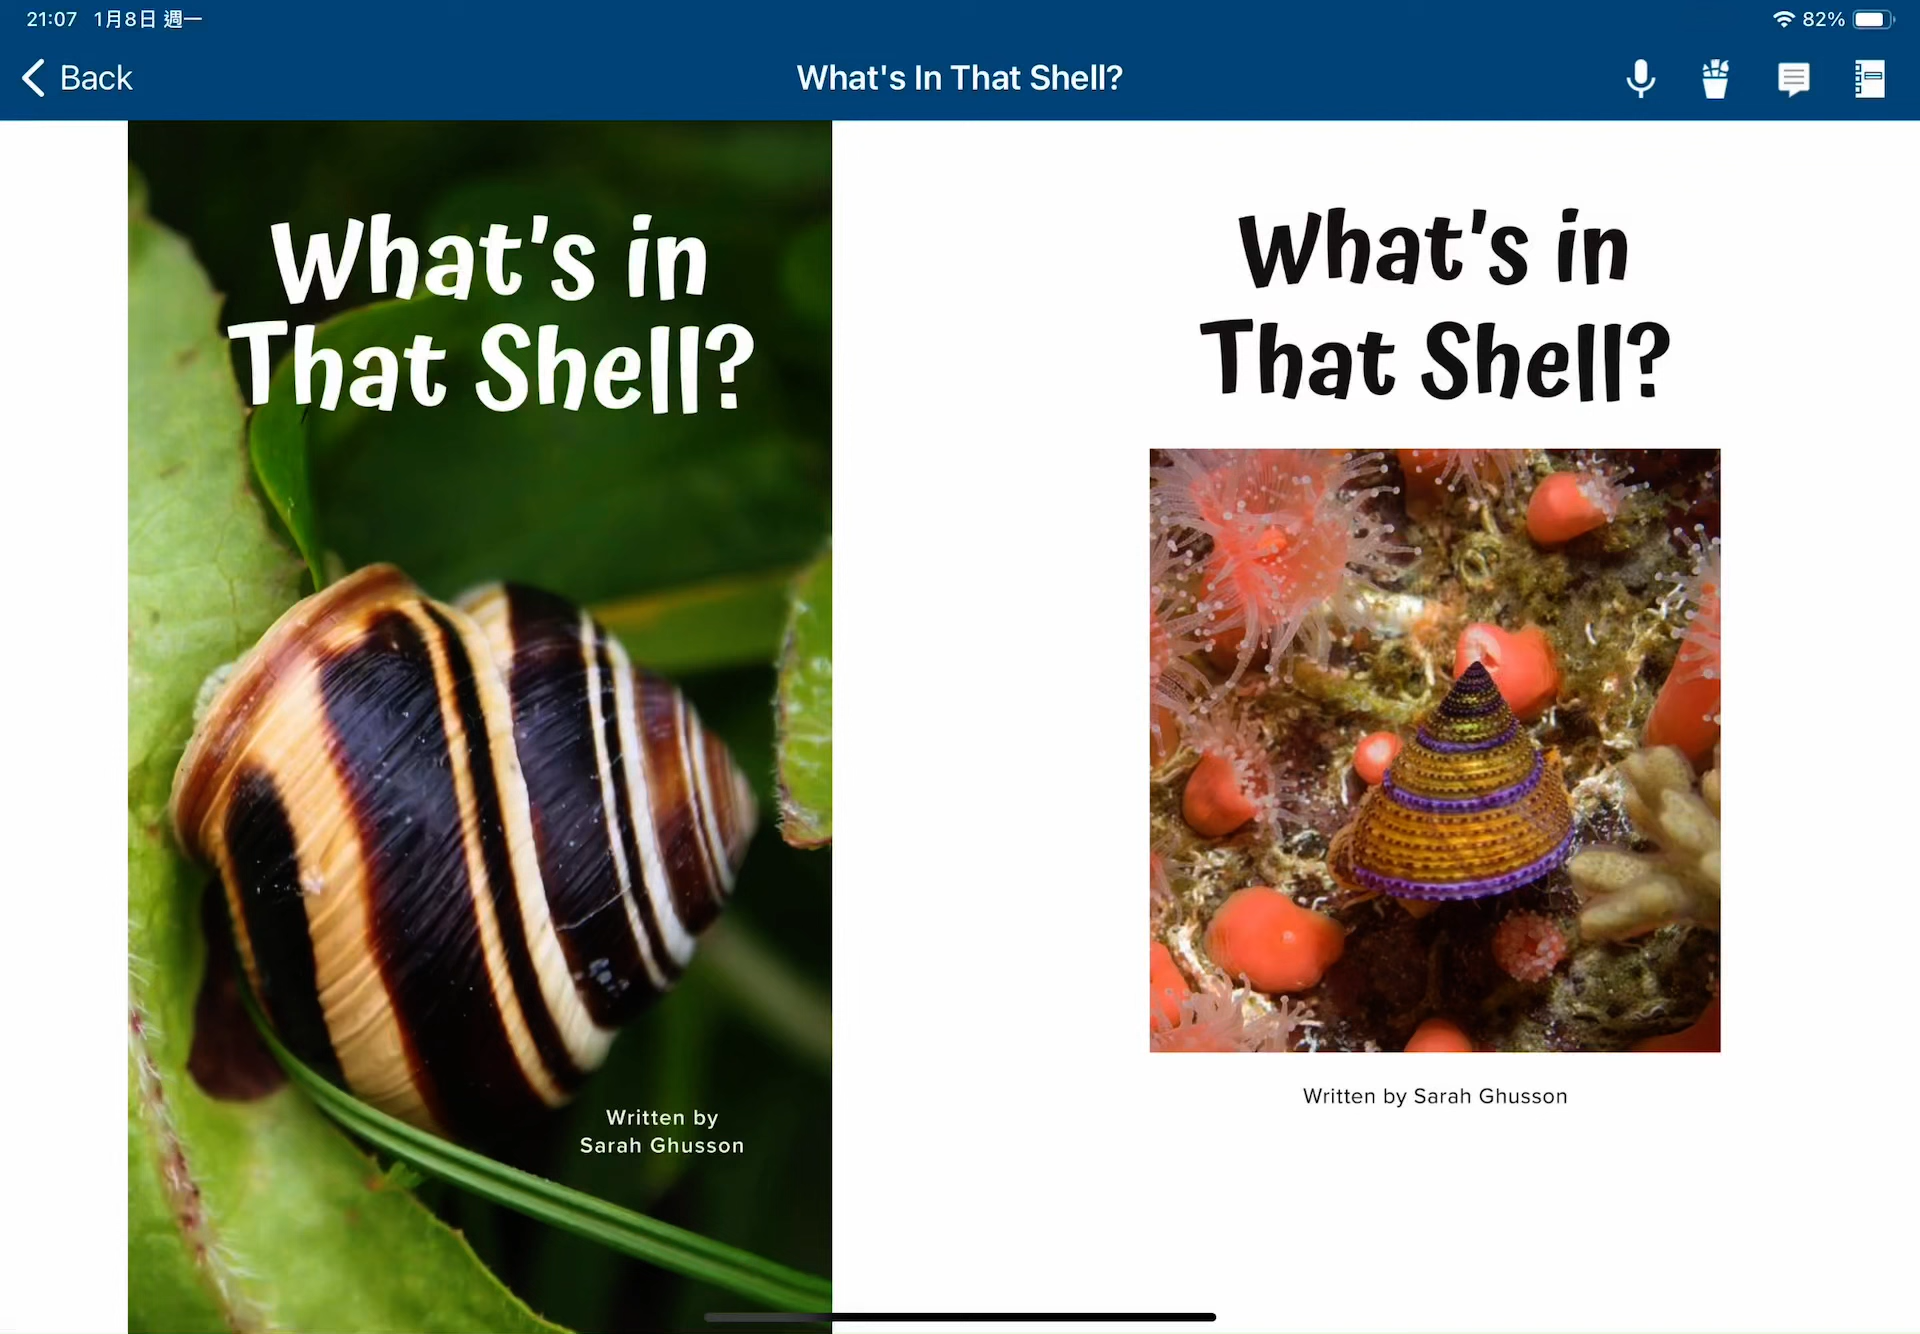 21:07 1月8日 週一
82%
Back
What's In That Shell?
What's in
That Shell?
Written by
Sarah Ghusson
What's in
That Shell?
Written by Sarah Ghusson